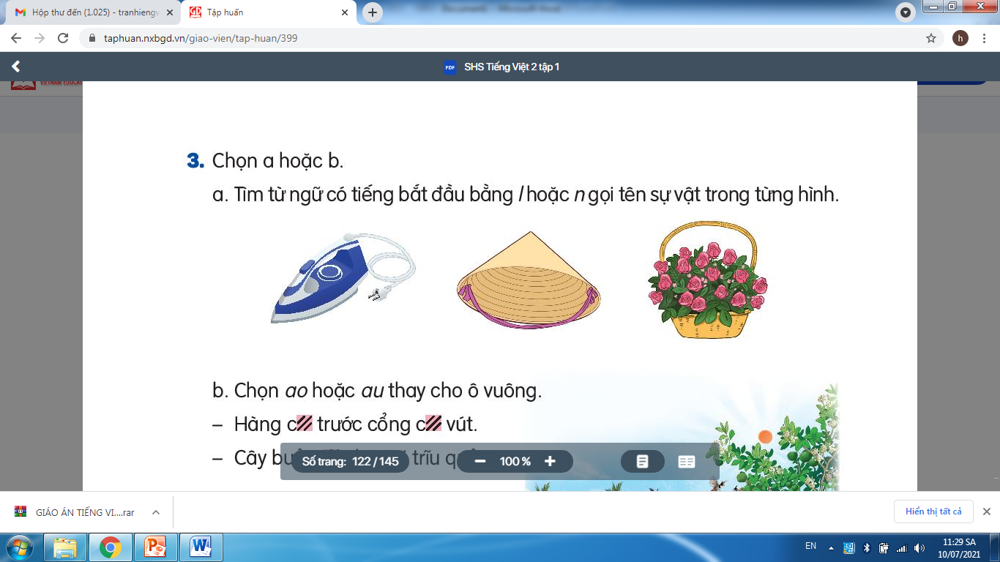 Hộp thư đến (1.025) - tranhiengv
Tập huấn
taphuan.nxbgd.vn/giao-vien/tap-huan/399
h
PDF SHS Tiếng Việt 2 tập 1
3. Chọn a hoặc b.
a. Tìm từ ngữ có tiếng bắt đầu bằng l hoặc n gọi tên sự vật trong từng hình.
b. Chọn ao hoặc au thay cho ô vuông.
– Hàng c trước cổng c vút.
– Cây trĩu
Số trang: 122 / 145
100 %
GIÁO ÁN TIẾNG VI....rar
Hiển thị tất cả
EN
11:29 SA
10/07/2021